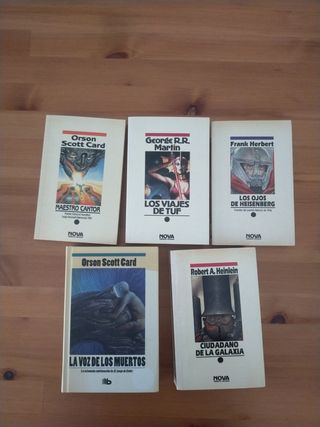 Orson
Scott Card
MAESTRO CANTOR
NOVA
George R.R.
Martin
LOS VIAJES
DE TUF
NOVA
Frank Herbert
LOS OJOS
DE HEISENBERG
NOVA
Orson Scott Card
LA VOZ DE LOS MUERTOS
Robert A. Heinlein
CIUDADANO
DE LA GALAXIA
NOVA